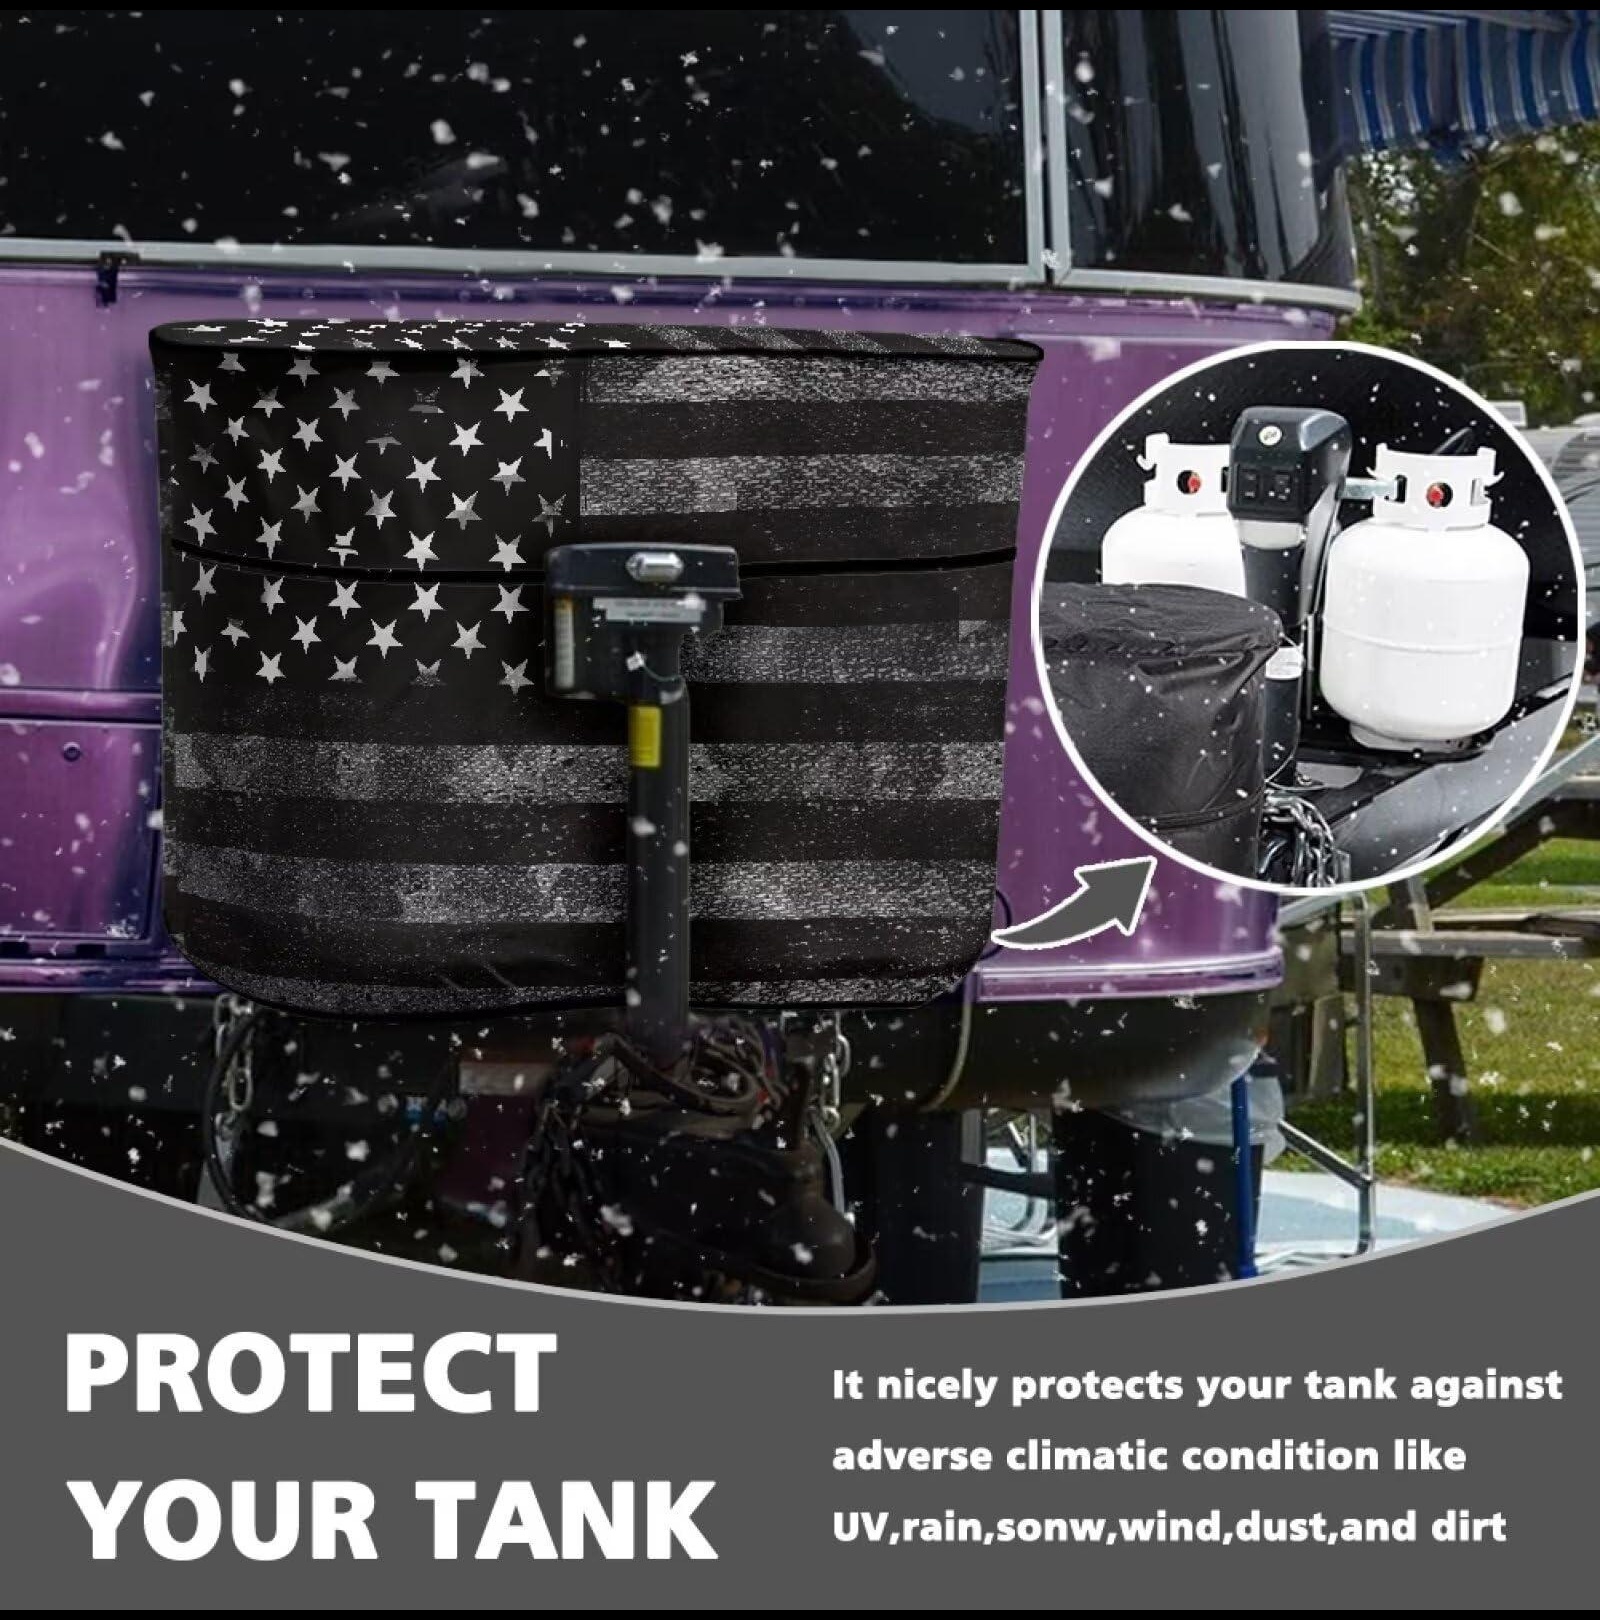 PROTECT
YOUR TANK
It nicely protects your tank against
adverse climatic condition like
UV,rain,sonw,wind,dust,and dirt